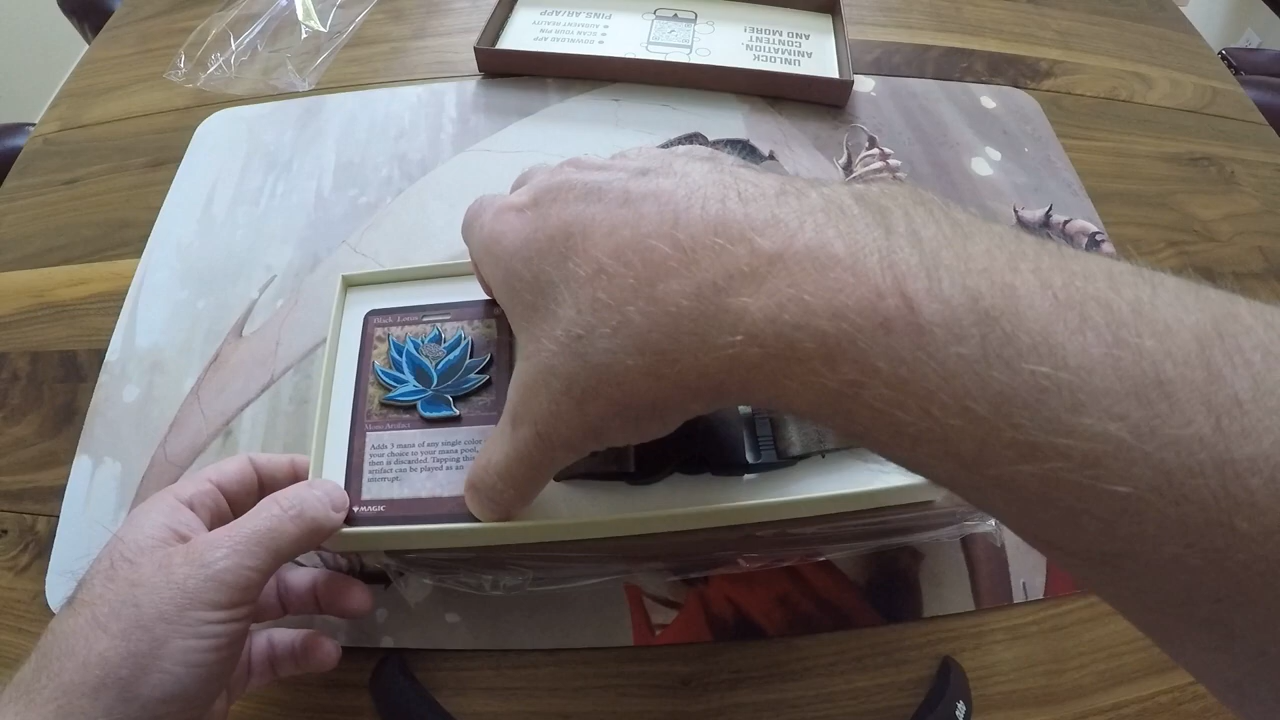 UNLOCK
ANIMATION,
CONTENT,
AND MORE!
DOWNLOAD APP
SCAN YOUR PIN
AUGMENT REALITY
PINS.AR/APP
Black Lotus
Mono Artifact
Adds 3 mana of any single color
your choice to your mana pool,
then is discarded. Tapping this
artifact can be played as an
interrupt.
MAGIC